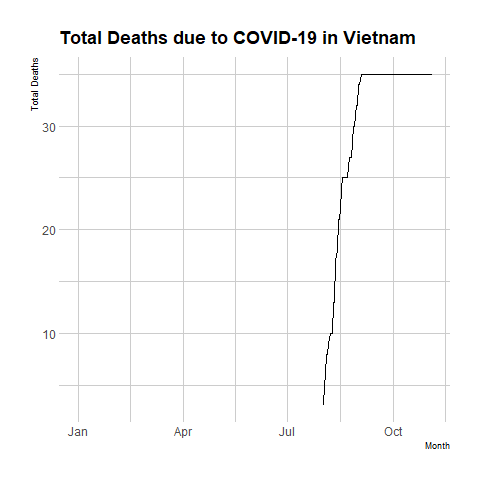 Total Deaths due to COVID-19 in Vietnam
Total Deaths
30
20
10
Jan Apr Jul Oct
Month